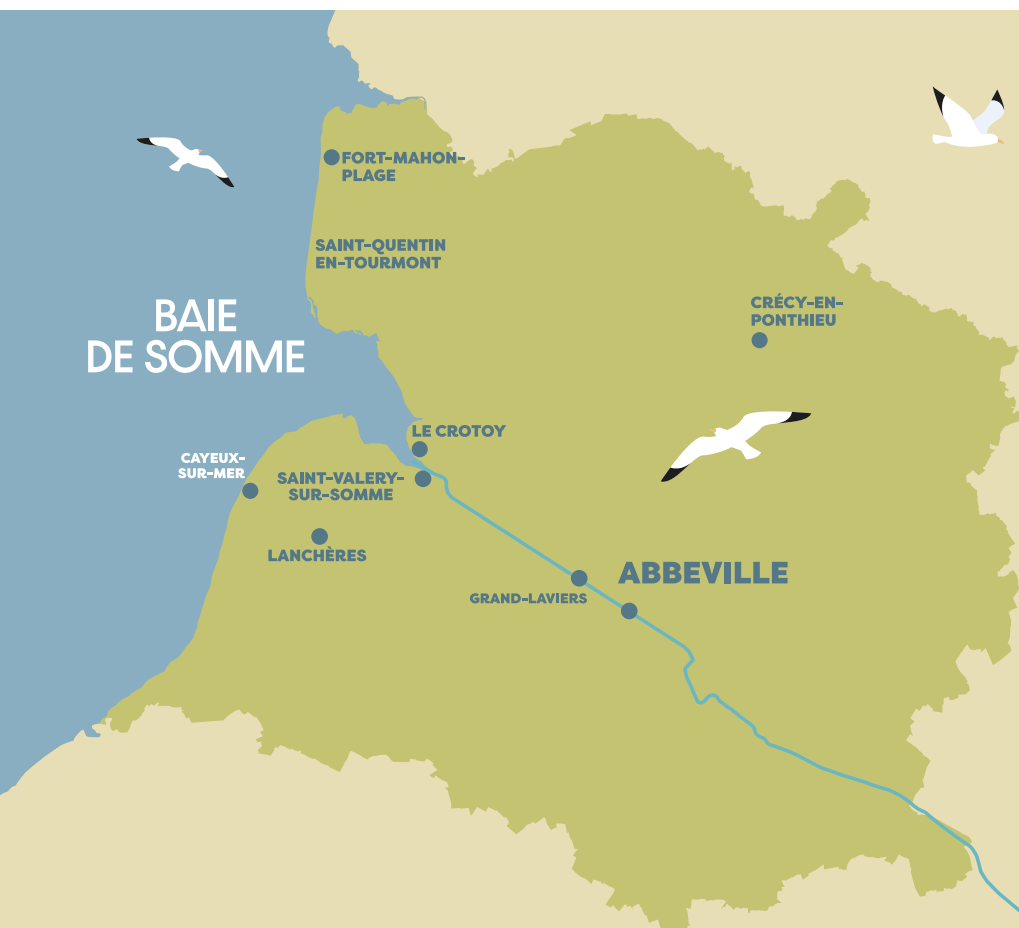 FORT-MAHON-
PLAGE
SAINT-QUENTIN
EN-TOURMONT
BAIE
DE SOMME
CRÉCY-EN-
PONTHIEU
LE CROTOY
CAYEUX-
SUR-MER
SAINT-VALERY-
SUR-SOMME
LANCHÈRES
ABBEVILLE
GRAND-LAVIERS